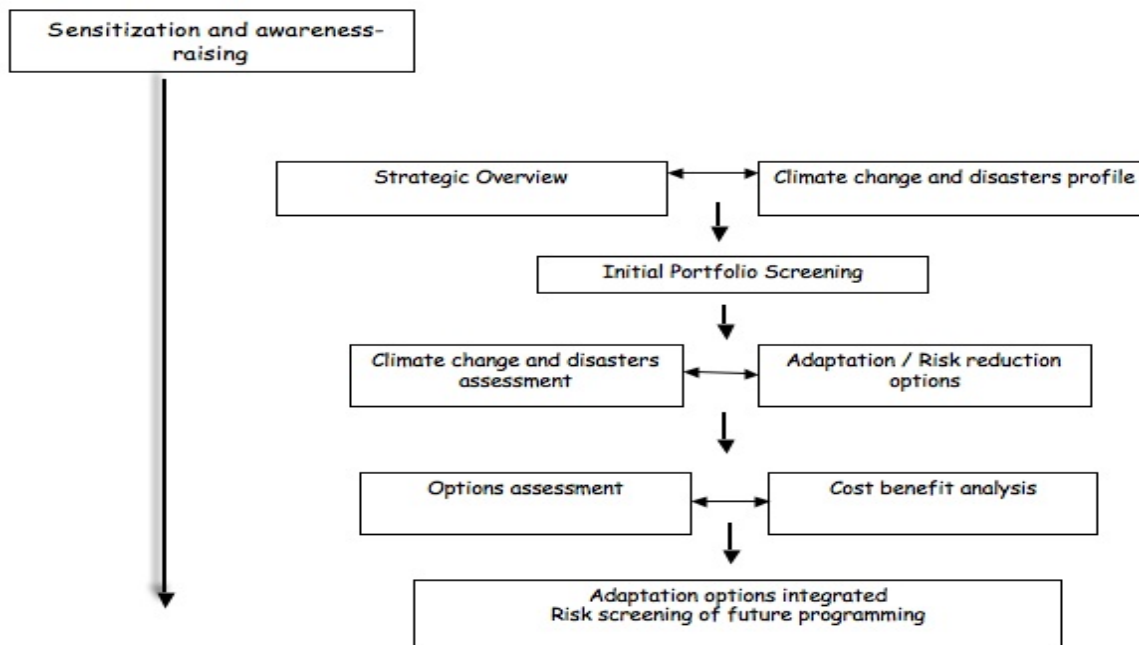 Sensitization and awareness-
raising
Strategic Overview
Climate change and disasters profile
Initial Portfolio Screening
Climate change and disasters
assessment
Adaptation / Risk reduction
options
Options assessment
Cost benefit analysis
Adaptation options integrated
Risk screening of future programming